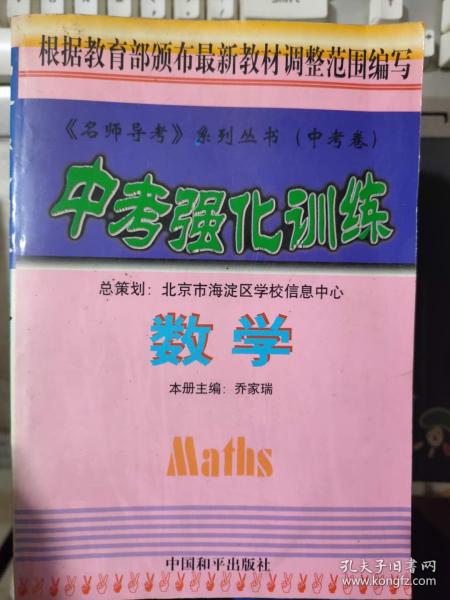 根据教育部颁布最新教材调整范围编写
《名师导考》系列丛书（中考卷）
中考强化训练
总策划：北京市海淀区学校信息中心
数学
本册主编：乔家瑞
Maths
中国和平出版社
孔夫子旧书网
www.kongfz.com